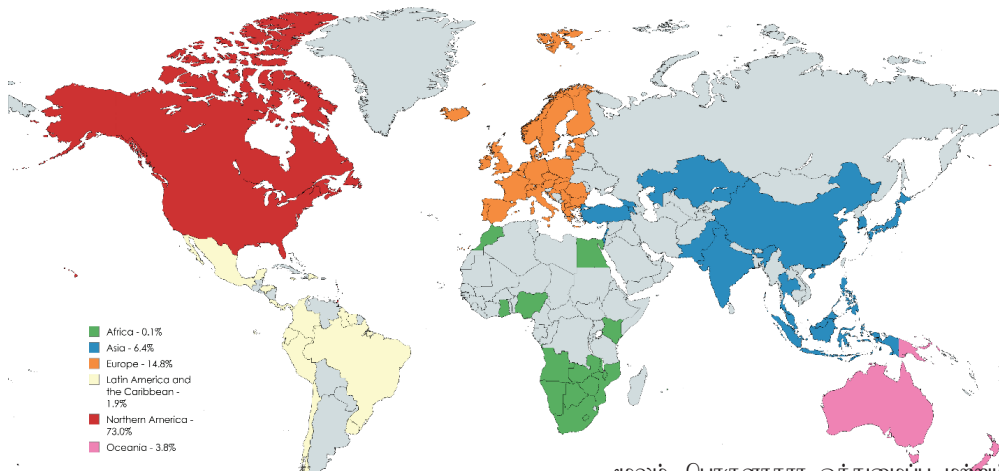 Africa - 0.1%
Asia - 6.4%
Europe - 14.8%
Latin America and
the Caribbean -
1.9%
Northern America -
73.0%
Oceania - 3.8%